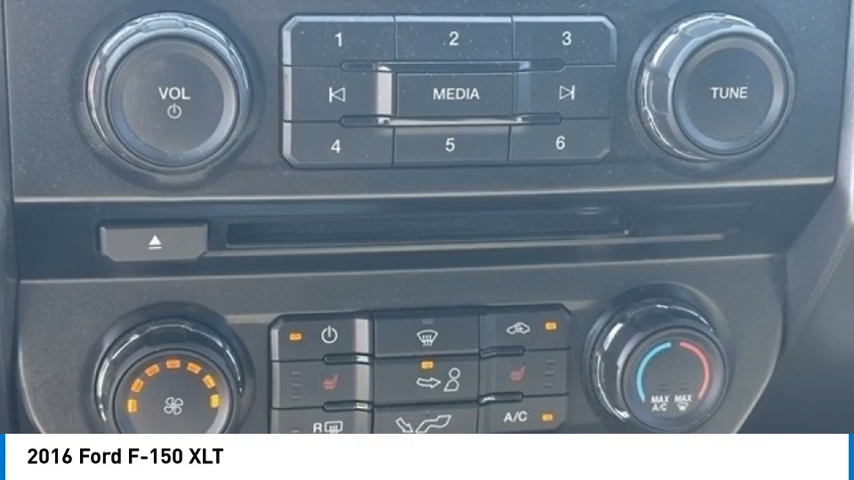 1 2 3
VOL MEDIA TUNE
4 5 6
A/C
R
MAX MAX
A/C
2016 Ford F-150 XLT